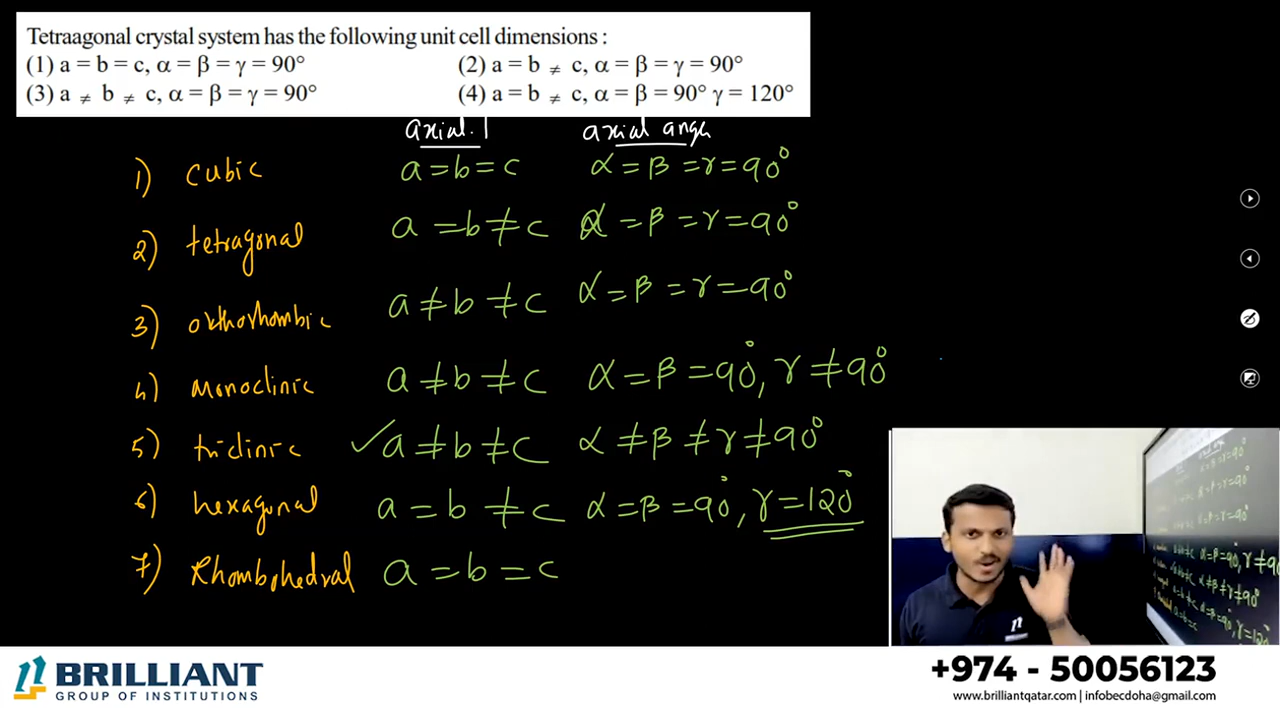 Tetraagonal crystal system has the following unit cell dimensions :
(1) a = b = c, α = β = γ = 90°
(2) a = b ≠ c, α = β = γ = 90°
(3) a ≠ b ≠ c, α = β = γ = 90°
(4) a = b ≠ c, α = β = 90° γ = 120°
axial. l axial angle
1) cubic a = b = c α = β = γ = 90°
2) tetragonal a = b ≠ c α = β = γ = 90°
3) orthorhombic a ≠ b ≠ c α = β = γ = 90°
4) monoclinic a ≠ b ≠ c α = β = 90°, γ ≠ 90°
5) triclinic ✓ a ≠ b ≠ c α ≠ β ≠ γ ≠ 90°
6) hexagonal a = b ≠ c α = β = 90°, γ = 120°
7) Rhombohedral a = b = c
BRILLIANT
GROUP OF INSTITUTIONS
+974 - 50056123
www.brilliantqatar.com | infobecdoha@gmail.com